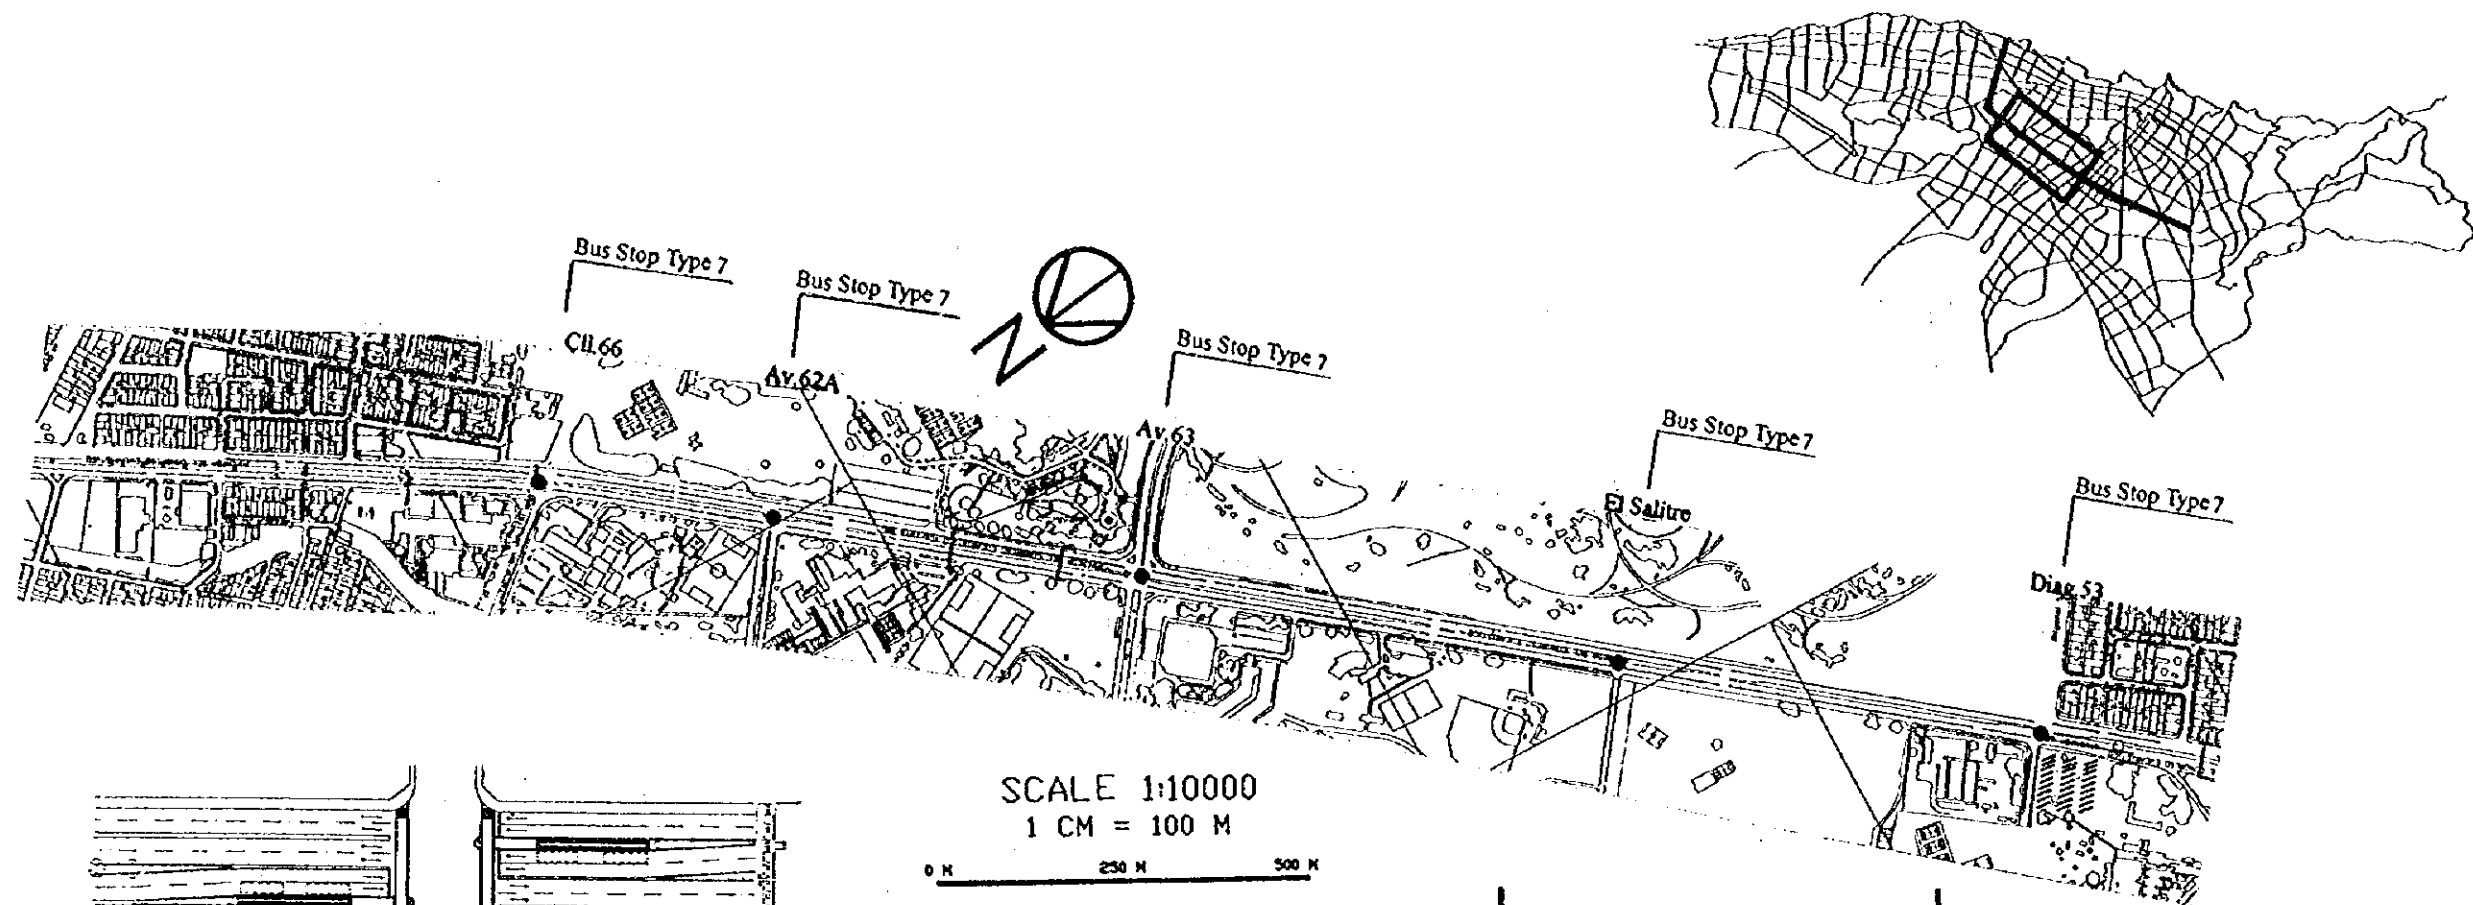 Bus Stop Type 7
Cll.66
Bus Stop Type 7
Av.62A
N
Bus Stop Type 7
Av.63
Bus Stop Type 7
El Salitre
Bus Stop Type 7
Diag.53
SCALE 1:10000
1 CM = 100 M
0 M 250 M 500 M